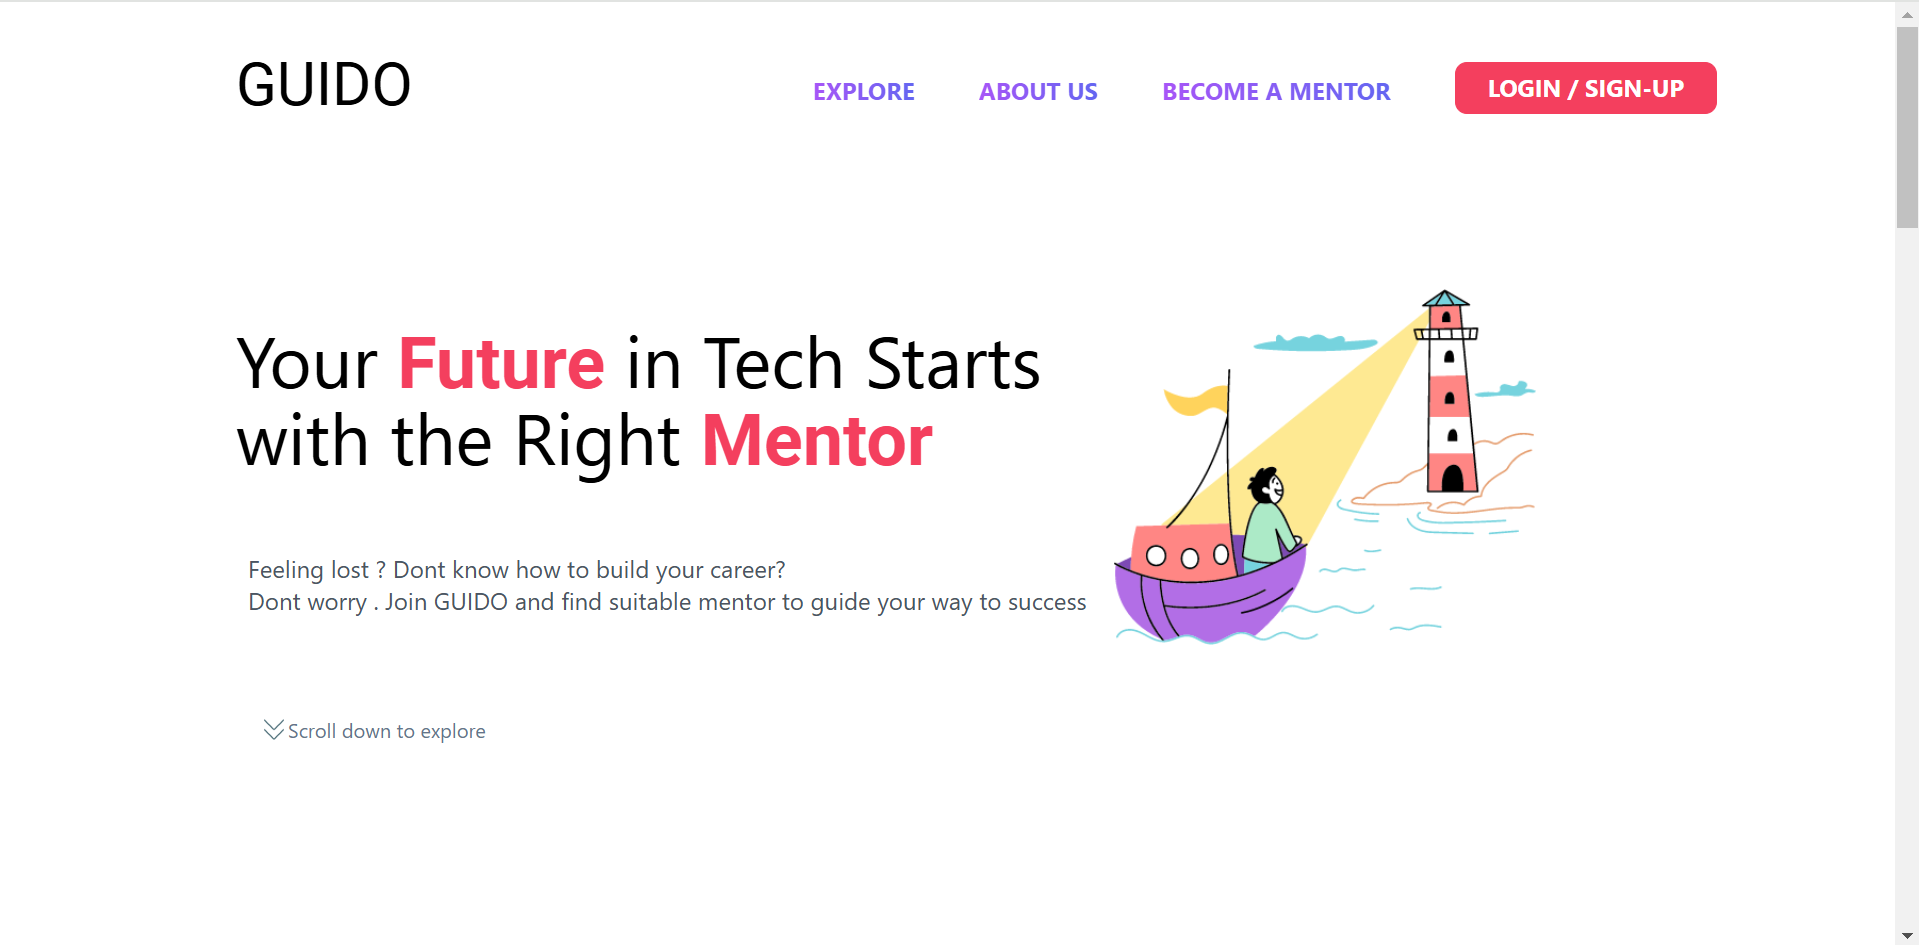 GUIDO
EXPLORE
ABOUT US
BECOME A MENTOR
LOGIN / SIGN-UP
Your Future in Tech Starts
with the Right Mentor
Feeling lost ? Dont know how to build your career?
Dont worry . Join GUIDO and find suitable mentor to guide your way to success
Scroll down to explore